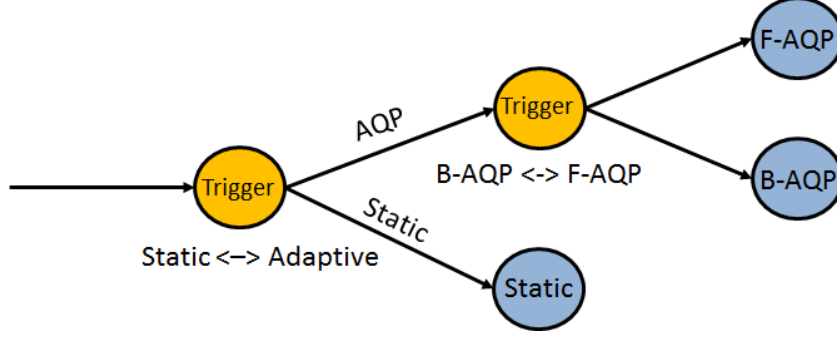 F-AQP
Trigger
AQP
B-AQP <-> F-AQP
B-AQP
Trigger
Static
Static <–> Adaptive
Static